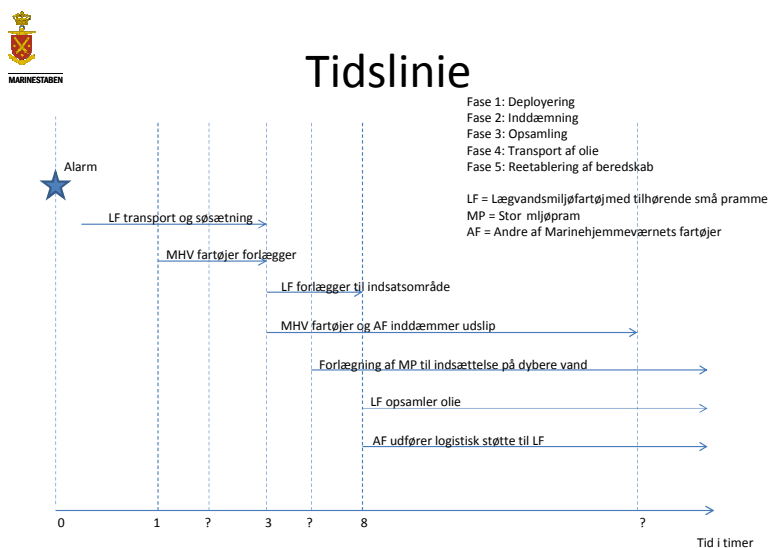 MARINESTABEN
Tidslinie
Fase 1: Deployering
Fase 2: Inddæmning
Fase 3: Opsamling
Fase 4: Transport af olie
Fase 5: Reetablering af beredskab
LF = Lægvandsmiljøfartøjmed tilhørende små pramme
MP = Stor mljøpram
AF = Andre af Marinehjemmeværnets fartøjer
Alarm
LF transport og søsætning
MHV fartøjer forlægger
LF forlægger til indsatsområde
MHV fartøjer og AF inddæmmer udslip
Forlægning af MP til indsættelse på dybere vand
LF opsamler olie
AF udfører logistisk støtte til LF
0 1 ? 3 ? 8 ?
Tid i timer